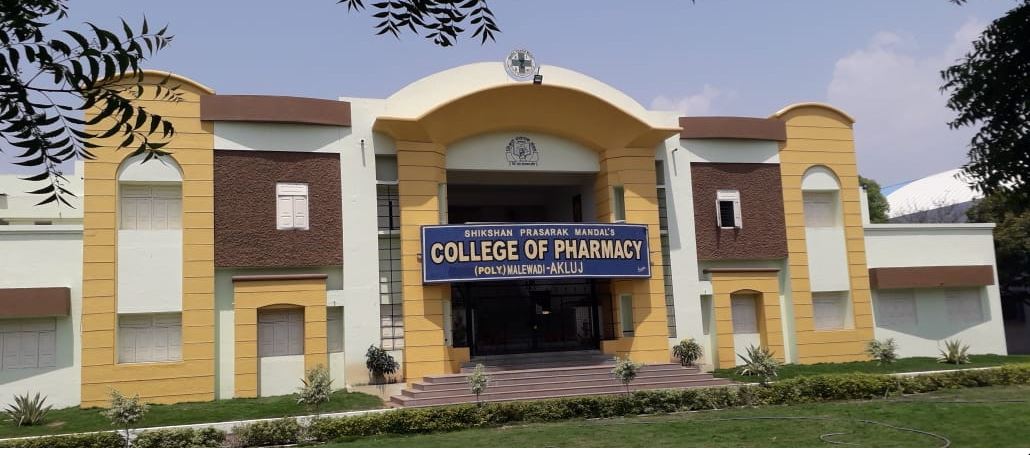 SHIKSHAN PRASARAK MANDAL'S
COLLEGE OF PHARMACY
(POLY.) MALEWADI-AKLUJ